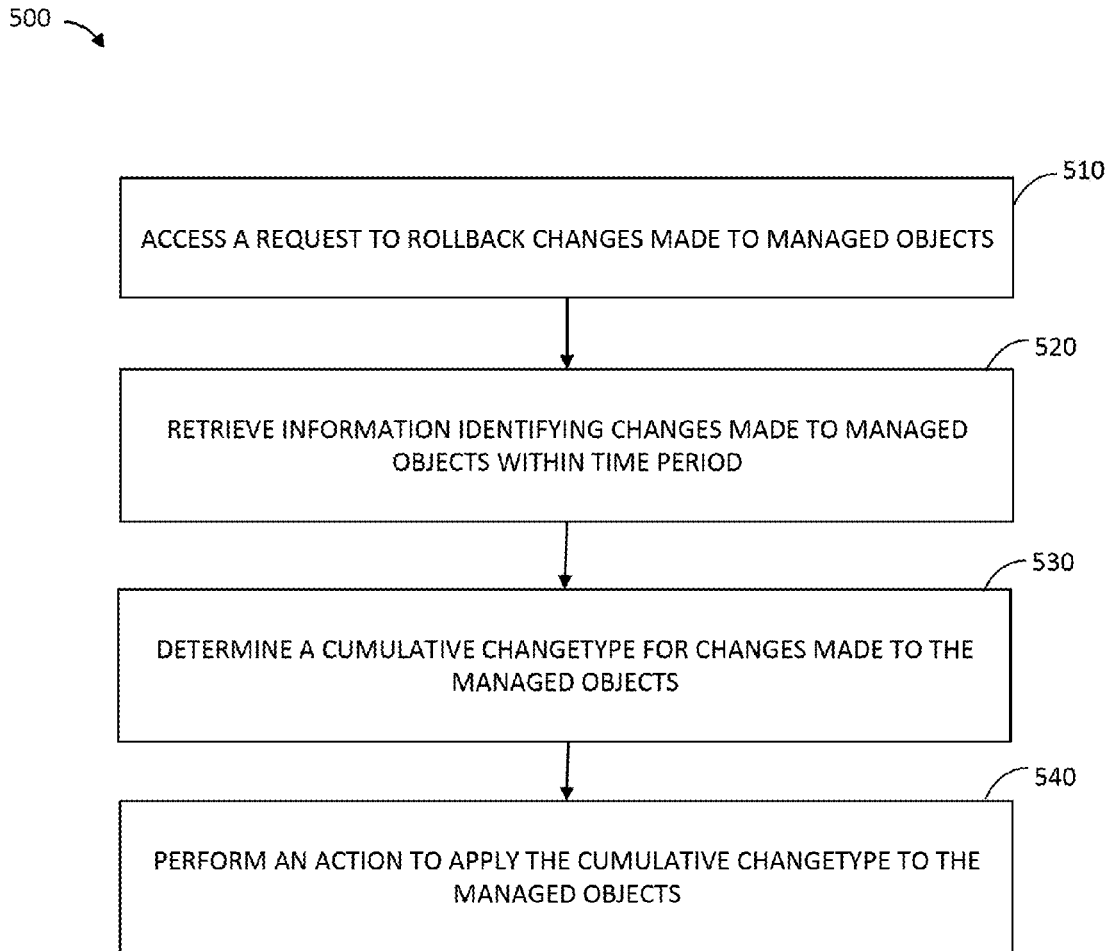 500
510
ACCESS A REQUEST TO ROLLBACK CHANGES MADE TO MANAGED OBJECTS
520
RETRIEVE INFORMATION IDENTIFYING CHANGES MADE TO MANAGED
OBJECTS WITHIN TIME PERIOD
530
DETERMINE A CUMULATIVE CHANGETYPE FOR CHANGES MADE TO THE
MANAGED OBJECTS
540
PERFORM AN ACTION TO APPLY THE CUMULATIVE CHANGETYPE TO THE
MANAGED OBJECTS